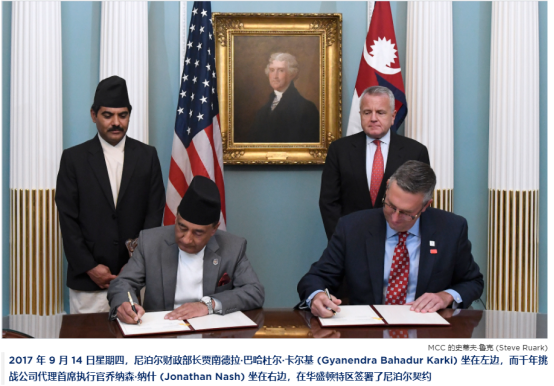 MCC 的史蒂夫·鲁克 (Steve Ruark)
2017 年 9 月 14 日星期四，尼泊尔财政部长贾南德拉·巴哈杜尔·卡尔基 (Gyanendra Bahadur Karki) 坐在左边，而千年挑
战公司代理首席执行官乔纳森·纳什 (Jonathan Nash) 坐在右边，在华盛顿特区签署了尼泊尔契约